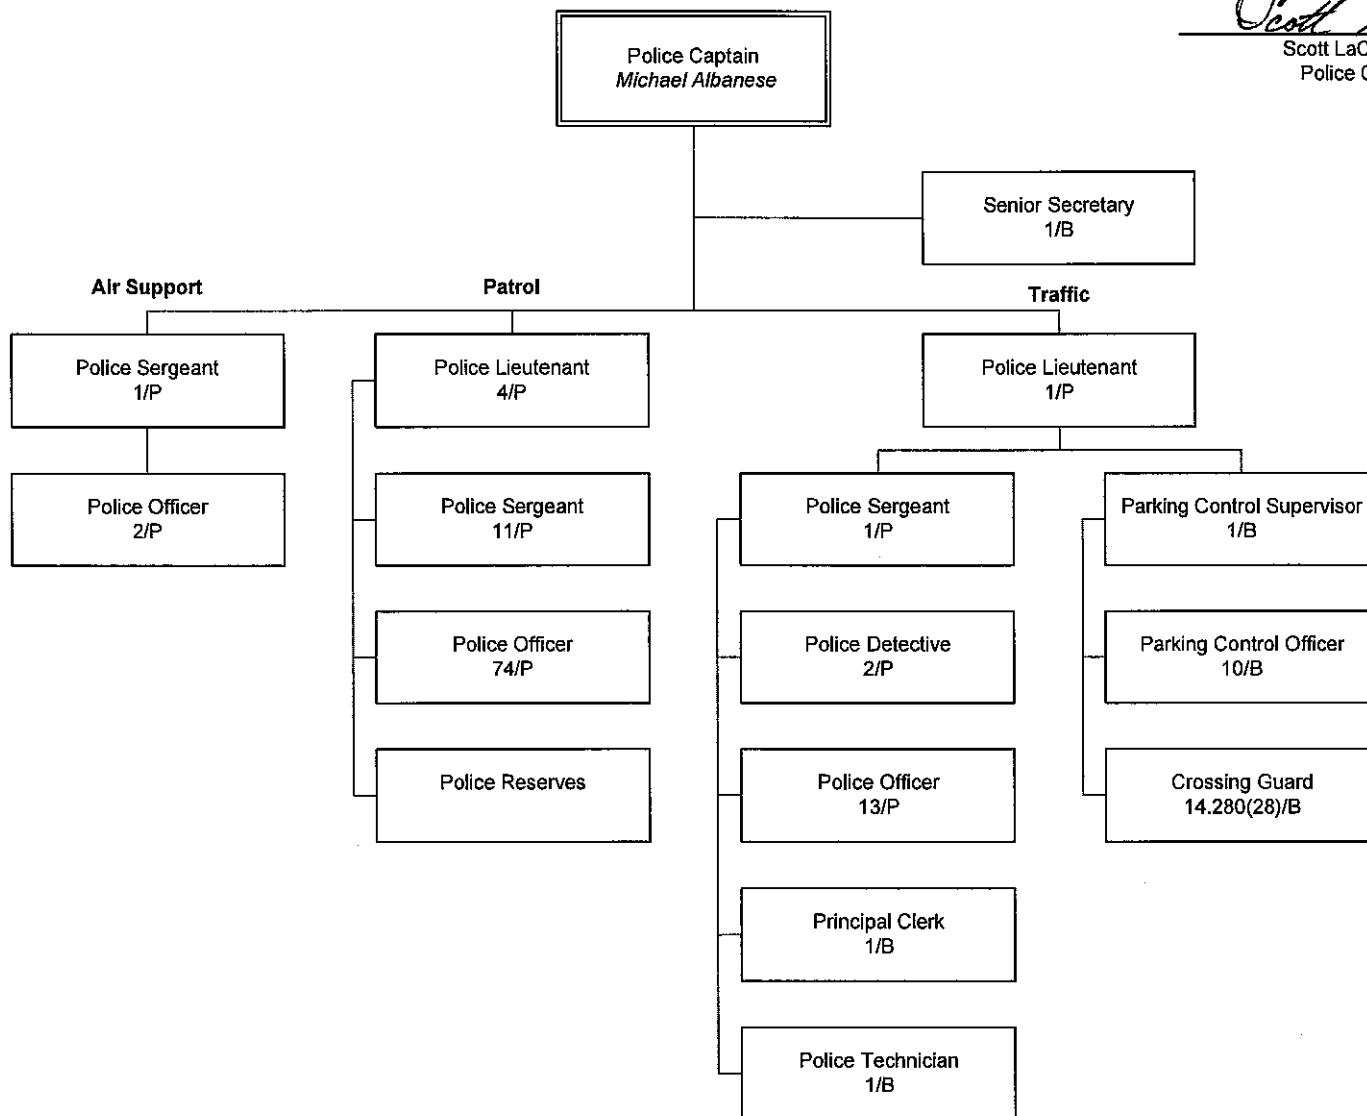 Scott
Scott LaC
Police C
Police Captain
Michael Albanese
Senior Secretary
1/B
Air Support
Patrol
Traffic
Police Sergeant
1/P
Police Officer
2/P
Police Lieutenant
4/P
Police Sergeant
11/P
Police Officer
74/P
Police Reserves
Police Lieutenant
1/P
Police Sergeant
1/P
Police Detective
2/P
Police Officer
13/P
Principal Clerk
1/B
Police Technician
1/B
Parking Control Supervisor
1/B
Parking Control Officer
10/B
Crossing Guard
14.280(28)/B